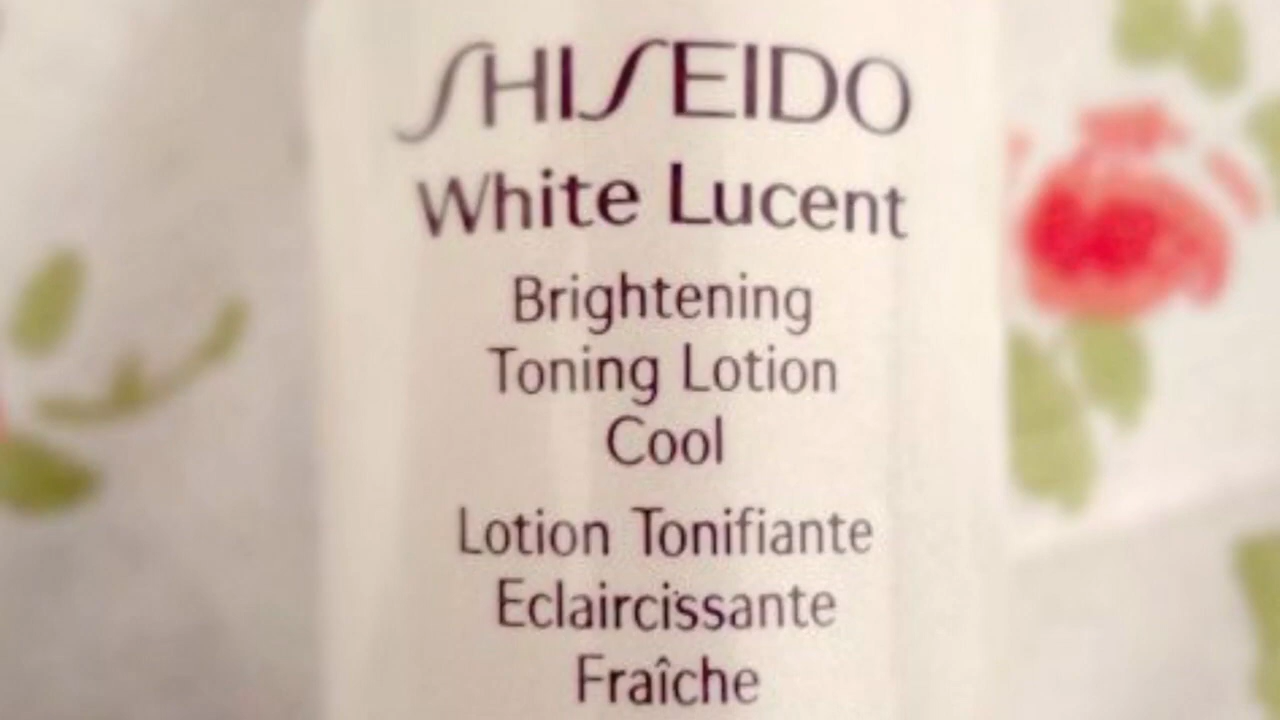 SHISEIDO
White Lucent
Brightening
Toning Lotion
Cool
Lotion Tonifiante
Eclaircissante
Fraîche